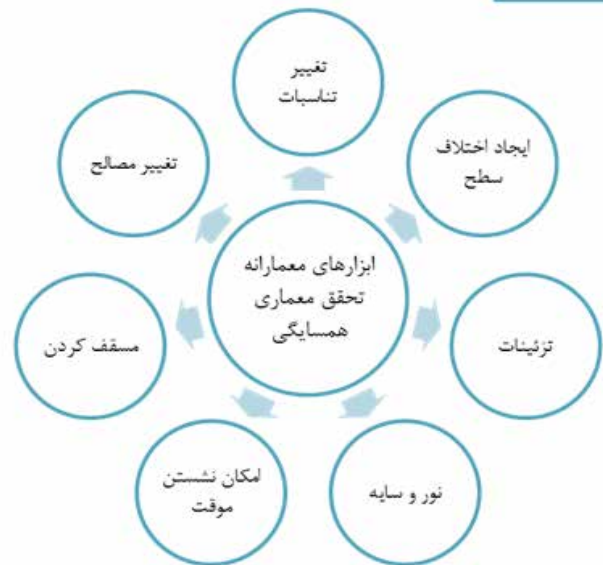 تغییر
تناسبات
ایجاد اختلاف
سطح
تزئینات
نور و سایه
امکان نشستن
موقت
مسقف کردن
تغییر مصالح
ابزارهای معمارانه
تحقق معماری
همسایگی